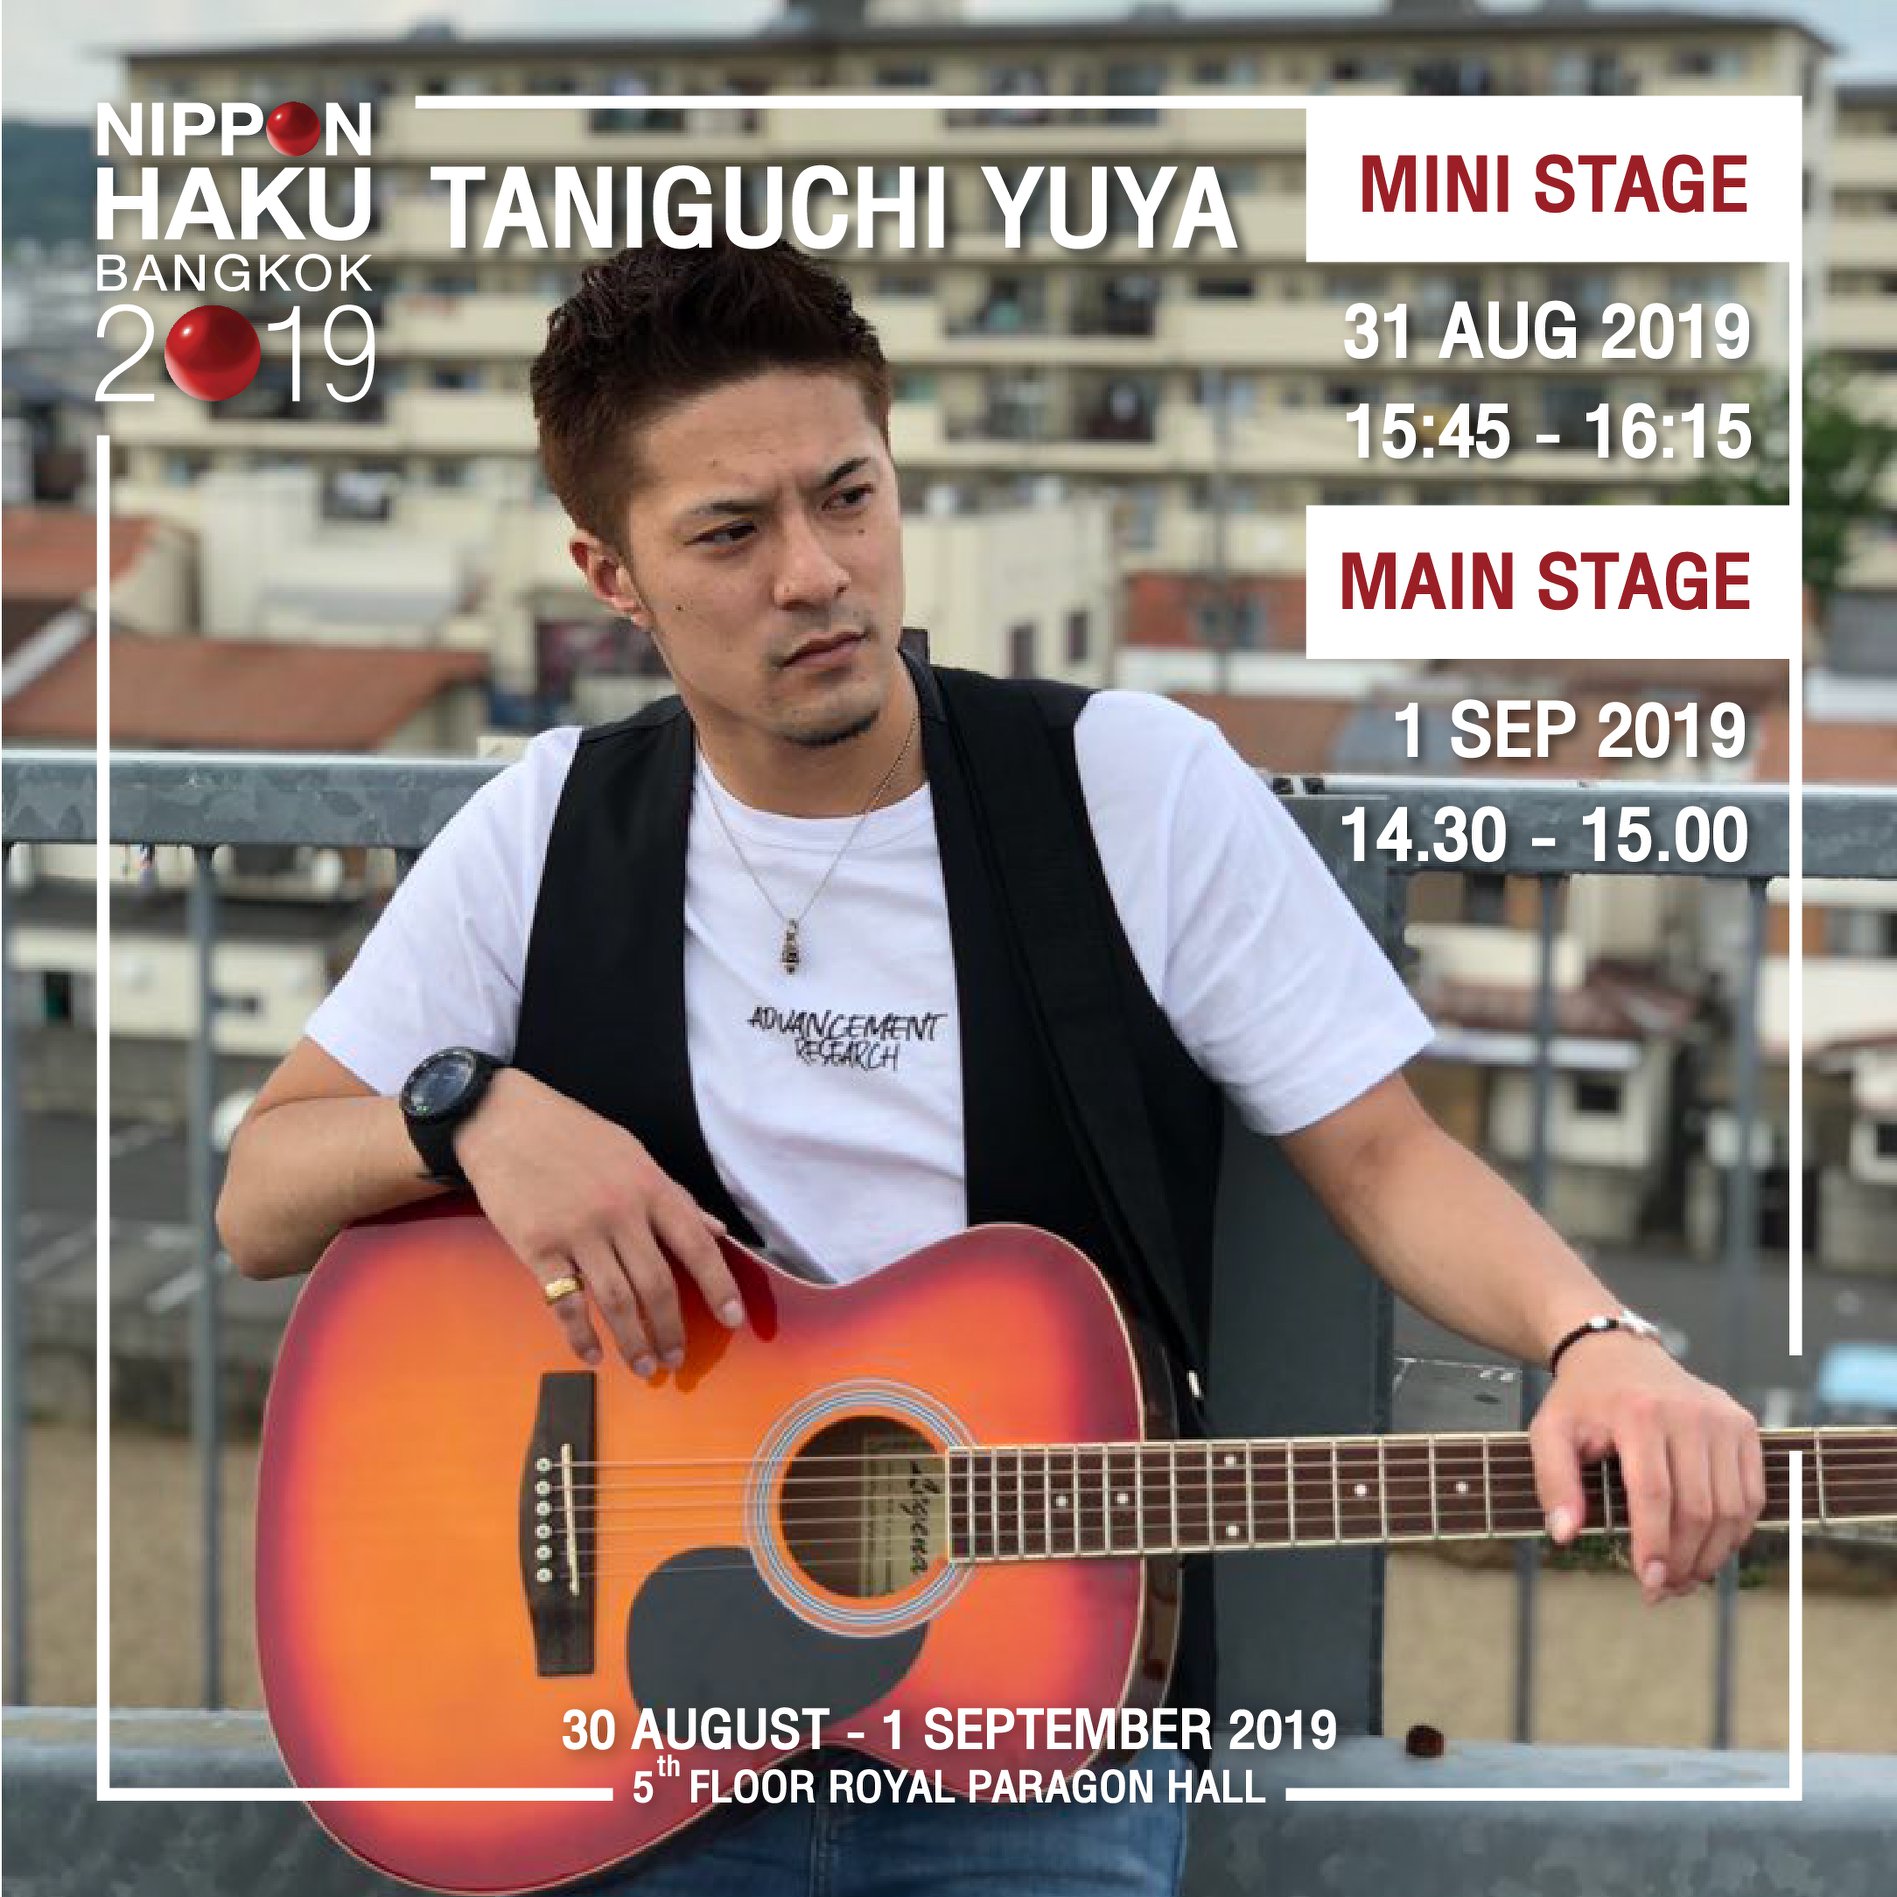 NIPPON
HAKU
BANGKOK
2019
TANIGUCHI YUYA
MINI STAGE
31 AUG 2019
15:45 - 16:15
MAIN STAGE
1 SEP 2019
14.30 - 15.00
ADVANCEMENT
RESEARCH
Legena
30 AUGUST - 1 SEPTEMBER 2019
5th FLOOR ROYAL PARAGON HALL